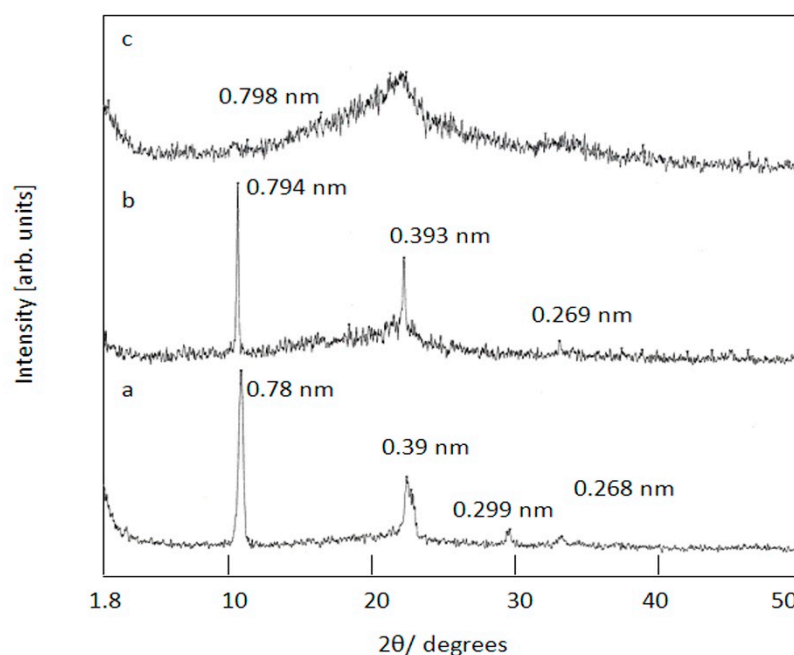 c
0.798 nm
b
0.794 nm
0.393 nm
0.269 nm
a
0.78 nm
0.39 nm
0.299 nm
0.268 nm
Intensity [arb. units]
1.8 10 20 30 40 50
2θ/ degrees